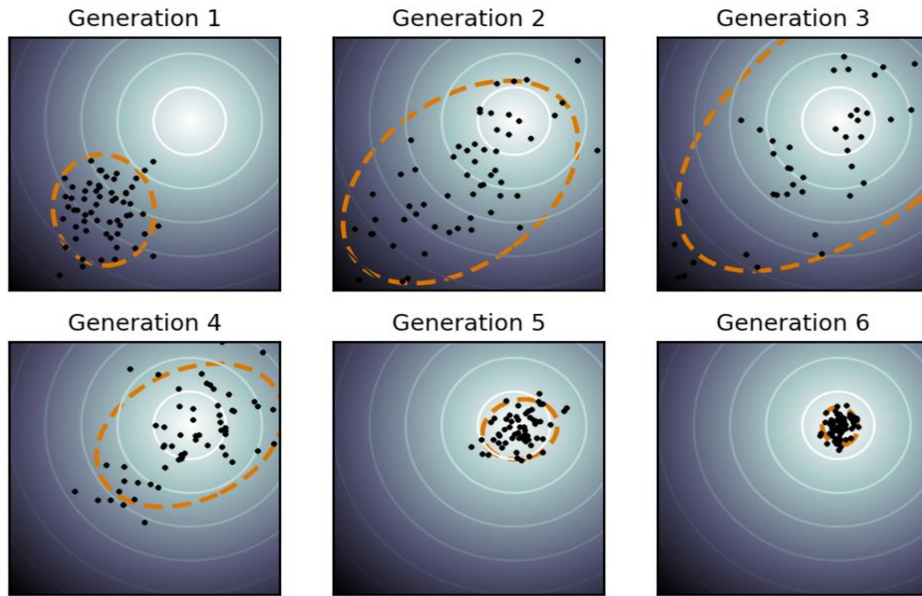 Generation 1
Generation 2
Generation 3
Generation 4
Generation 5
Generation 6